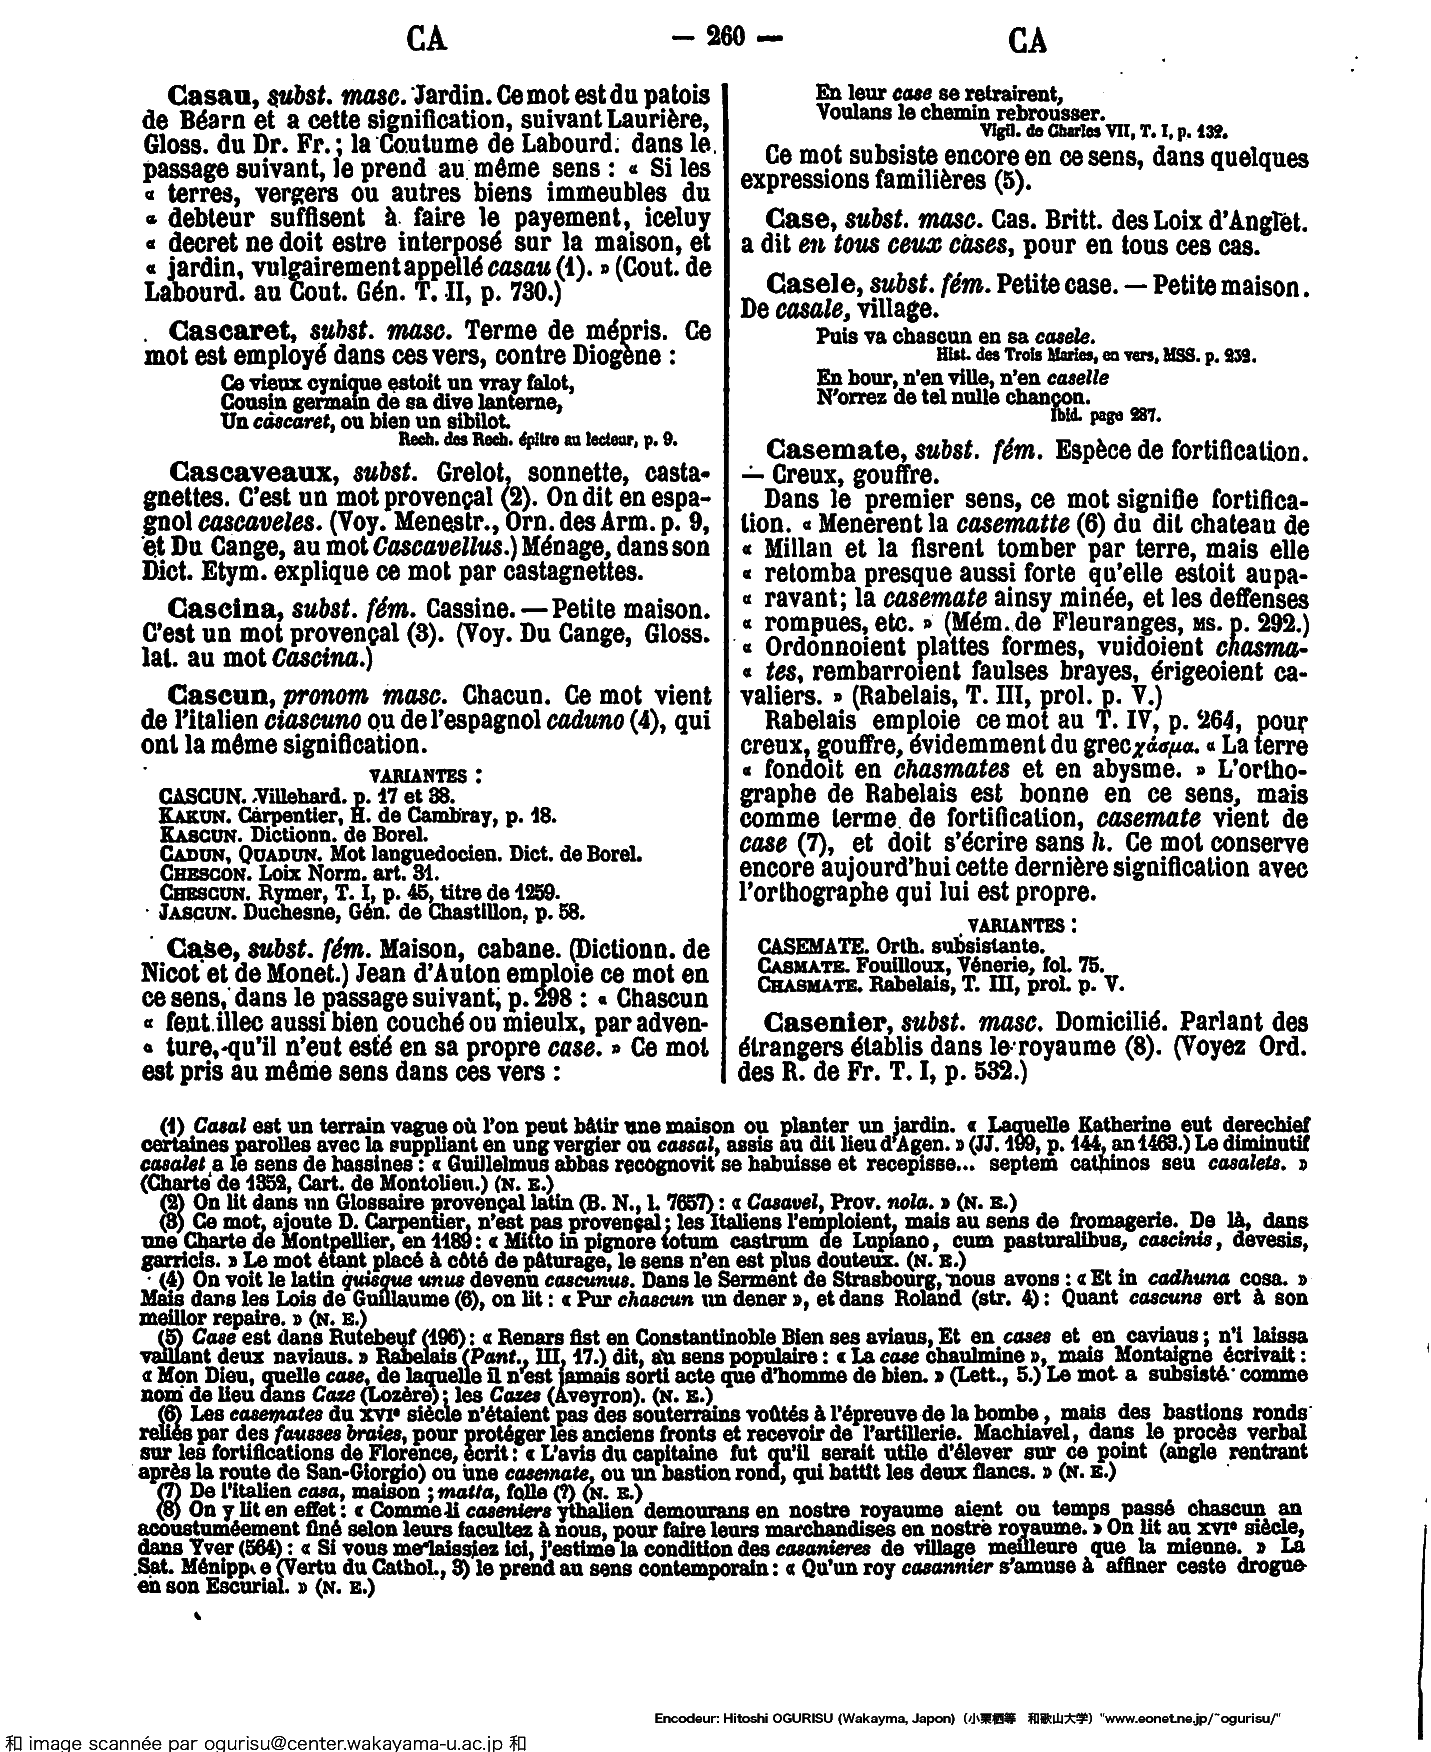 CA
— 260 —
CA
Casau, subst. masc. Jardin. Ce mot est du patois
de Béarn et a cette signification, suivant Laurière,
Gloss. du Dr. Fr. ; la Coutume de Labourd. dans le
passage suivant, le prend au même sens : « Si les
« terres, vergers ou autres biens immeubles du
« debteur suffisent à faire le payement, iceluy
« decret ne doit estre interposé sur la maison, et
« jardin, vulgairement appellé casau (1). » (Cout. de
Labourd. au Cout. Gén. T. II, p. 730.)
Cascaret, subst. masc. Terme de mépris. Ce
mot est employé dans ces vers, contre Diogène :
Ce vieux cynique estoit un vray falot,
Cousin germain de sa dive lanterne,
Un cascaret, ou bien un sibilot.
Rech. des Rech. épitre au lecteur, p. 9.
Cascaveaux, subst. Grelot, sonnette, casta-
gnettes. C'est un mot provençal (2). On dit en espa-
gnol cascaveles. (Voy. Menestr., Orn. des Arm. p. 9,
et Du Cange, au mot Cascavellus.) Ménage, dans son
Dict. Etym. explique ce mot par castagnettes.
Cascina, subst. fém. Cassine. — Petite maison.
C'est un mot provençal (3). (Voy. Du Cange, Gloss.
lat. au mot Cascina.)
Cascun, pronom masc. Chacun. Ce mot vient
de l'italien ciascuno ou de l'espagnol caduno (4), qui
ont la même signification.
VARIANTES :
CASCUN. Villehard. p. 17 et 38.
KAKUN. Carpentier, H. de Cambray, p. 18.
KASCUN. Dictionn. de Borel.
CADUN, QUADUN. Mot languedocien. Dict. de Borel.
CHESCON. Loix Norm. art. 31.
CHESCUN. Rymer, T. I, p. 45, titre de 1259.
JASCUN. Duchesne, Gén. de Chastillon, p. 58.
Case, subst. fém. Maison, cabane. (Dictionn. de
Nicot et de Monet.) Jean d'Auton emploie ce mot en
ce sens, dans le passage suivant, p. 298 : « Chascun
« feut illec aussi bien couché ou mieulx, par adven-
« ture, qu'il n'eut esté en sa propre case. » Ce mot
est pris au même sens dans ces vers :
En leur case se retrairent,
Voulans le chemin rebrousser.
Vigil. de Charles VII, T. I, p. 132.
Ce mot subsiste encore en ce sens, dans quelques
expressions familières (5).
Case, subst. masc. Cas. Britt. des Loix d'Anglet.
a dit en tous ceux cases, pour en tous ces cas.
Casele, subst. fém. Petite case. — Petite maison.
De casale, village.
Puis va chascun en sa casele.
Hist. des Trois Maries, en vers, MSS. p. 232.
En bour, n'en ville, n'en caselle
N'orrez de tel nulle chançon.
Ibid. page 287.
Casemate, subst. fém. Espèce de fortification.
— Creux, gouffre.
Dans le premier sens, ce mot signifie fortifica-
tion. « Menerent la casematte (6) du dit chateau de
« Millan et la fisrent tomber par terre, mais elle
« retomba presque aussi forte qu'elle estoit aupa-
« ravant ; la casemate ainsy minée, et les deffenses
« rompues, etc. » (Mém. de Fleuranges, MS. p. 292.)
« Ordonnoient plattes formes, vuidoient chasma-
« tes, rembarroient faulses brayes, érigeoient ca-
valiers. » (Rabelais, T. III, prol. p. V.)
Rabelais emploie ce mot au T. IV, p. 264, pour
creux, gouffre, évidemment du grec χάσμα. « La terre
« fondoit en chasmates et en abysme. » L'ortho-
graphe de Rabelais est bonne en ce sens, mais
comme terme de fortification, casemate vient de
case (7), et doit s'écrire sans h. Ce mot conserve
encore aujourd'hui cette dernière signification avec
l'orthographe qui lui est propre.
VARIANTES :
CASEMATE. Orth. subsistante.
CASMATE. Fouilloux, Vénerie, fol. 75.
CHASMATE. Rabelais, T. III, prol. p. V.
Casenier, subst. masc. Domicilié. Parlant des
étrangers établis dans le royaume (8). (Voyez Ord.
des R. de Fr. T. I, p. 532.)
(1) Casal est un terrain vague où l'on peut bâtir une maison ou planter un jardin. « Laquelle Katherine eut derechief
certaines parolles avec la suppliant en ung vergier ou cassal, assis au dit lieu d'Agen. » (JJ. 199, p. 144, an 1463.) Le diminutif
casalet a le sens de bassines : « Guillelmus abbas recognovit se habuisse et recepisse... septem cathinos seu casalets. »
(Charte de 1352, Cart. de Montolieu.) (N. E.)
(2) On lit dans un Glossaire provençal latin (B. N., l. 7657) : « Casavel, Prov. nola. » (N. E.)
(3) Ce mot, ajoute D. Carpentier, n'est pas provençal ; les Italiens l'emploient, mais au sens de fromagerie. De là, dans
une Charte de Montpellier, en 1189 : « Mitto in pignore totum castrum de Lupiano, cum pasturalibus, cascinis, devesis,
garricis. » Le mot étant placé à côté de pâturage, le sens n'en est plus douteux. (N. E.)
(4) On voit le latin quisque unus devenu cascunus. Dans le Serment de Strasbourg, nous avons : « Et in cadhuna cosa. »
Mais dans les Lois de Guillaume (6), on lit : « Pur chascun un dener », et dans Roland (str. 4) : Quant cascuns ert à son
meillor repaire. » (N. E.)
(5) Case est dans Rutebeuf (196) : « Renars fist en Constantinoble Bien ses aviaus, Et en cases et en caviaus ; n'i laissa
vaillant deux naviaus. » Rabelais (Pant., III, 17.) dit, au sens populaire : « La case chaulmine », mais Montaigne écrivait :
« Mon Dieu, quelle case, de laquelle il n'est jamais sorti acte que d'homme de bien. » (Lett., 5.) Le mot a subsisté comme
nom de lieu dans Caze (Lozère) ; les Cazes (Aveyron). (N. E.)
(6) Les casemates du XVIe siècle n'étaient pas des souterrains voûtés à l'épreuve de la bombe, mais des bastions ronds
reliés par des fausses braies, pour protéger les anciens fronts et recevoir de l'artillerie. Machiavel, dans le procès verbal
sur les fortifications de Florence, écrit : « L'avis du capitaine fut qu'il serait utile d'élever sur ce point (angle rentrant
après la route de San-Giorgio) ou une casemate, ou un bastion rond, qui battît les deux flancs. » (N. E.)
(7) De l'italien casa, maison ; matta, folle (?) (N. E.)
(8) On y lit en effet : « Comme li caseniers ythalien demourans en nostre royaume aient ou temps passé chascun an
acoustuméement finé selon leurs facultez à nous, pour faire leurs marchandises en nostre royaume. » On lit au XVIe siècle,
dans Yver (564) : « Si vous me laissiez ici, j'estime la condition des casanieres de village meilleure que la mienne. » La
Sat. Ménippe e (Vertu du Cathol., 3) le prend au sens contemporain : « Qu'un roy casannier s'amuse à affiner ceste drogue
en son Escurial. » (N. E.)
Encodeur: Hitoshi OGURISU (Wakayma, Japon) (小栗栖等 和歌山大学) "www.eonet.ne.jp/~ogurisu/"
和 image scannée par ogurisu@center.wakayama-u.ac.jp 和